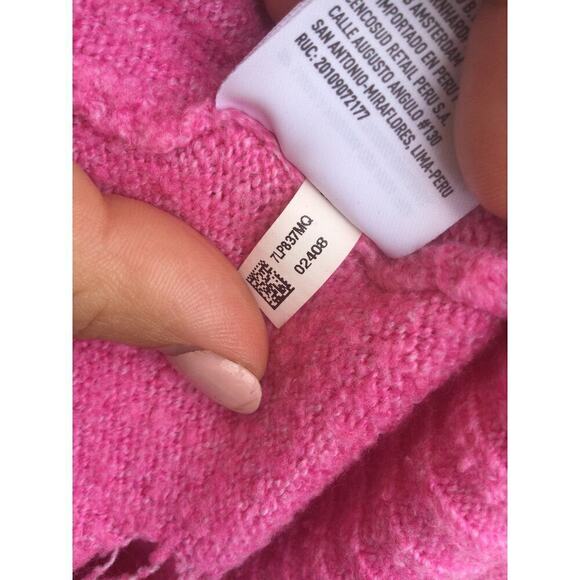 AMSTERDAM
IMPORTADO EN PERU
CENCOSUD RETAIL PERU S.A.
CALLE AUGUSTO ANGULO #130
SAN ANTONIO-MIRAFLORES, LIMA-PERU
RUC: 20109072177
7LP837MQ
02408